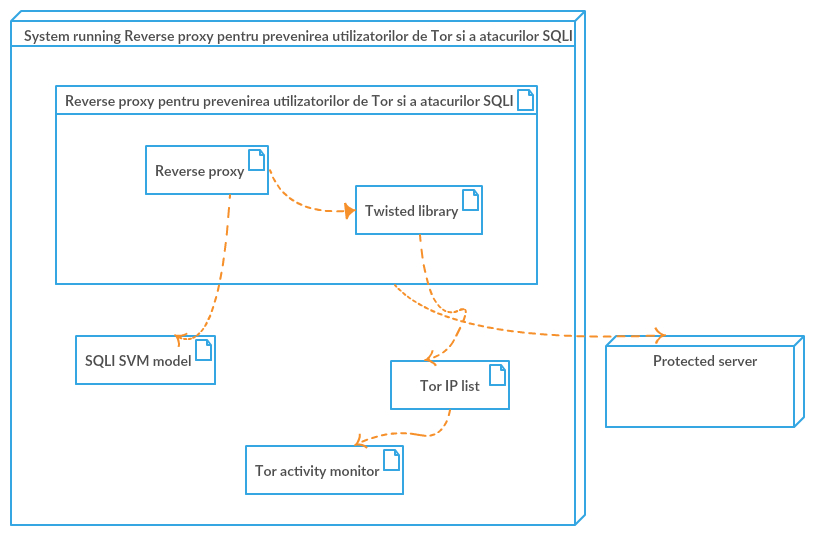 System running Reverse proxy pentru prevenirea utilizatorilor de Tor si a atacurilor SQLI
Reverse proxy pentru prevenirea utilizatorilor de Tor si a atacurilor SQLI
Reverse proxy
Twisted library
SQLI SVM model
Tor IP list
Protected server
Tor activity monitor